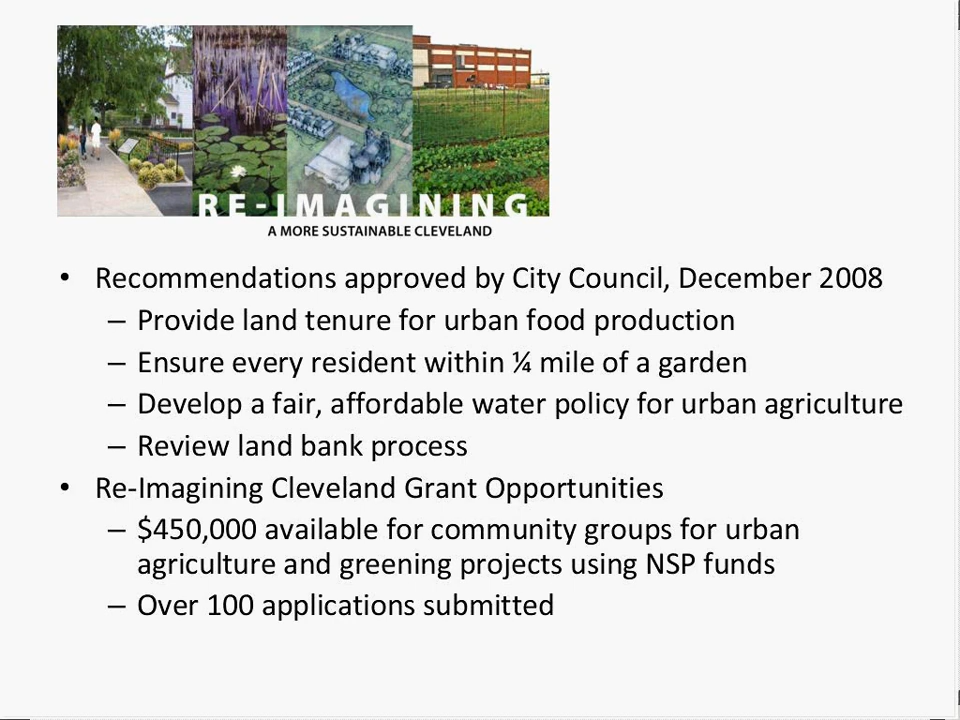 RE-IMAGINING
A MORE SUSTAINABLE CLEVELAND
• Recommendations approved by City Council, December 2008
– Provide land tenure for urban food production
– Ensure every resident within ¼ mile of a garden
– Develop a fair, affordable water policy for urban agriculture
– Review land bank process
• Re-Imagining Cleveland Grant Opportunities
– $450,000 available for community groups for urban
agriculture and greening projects using NSP funds
– Over 100 applications submitted